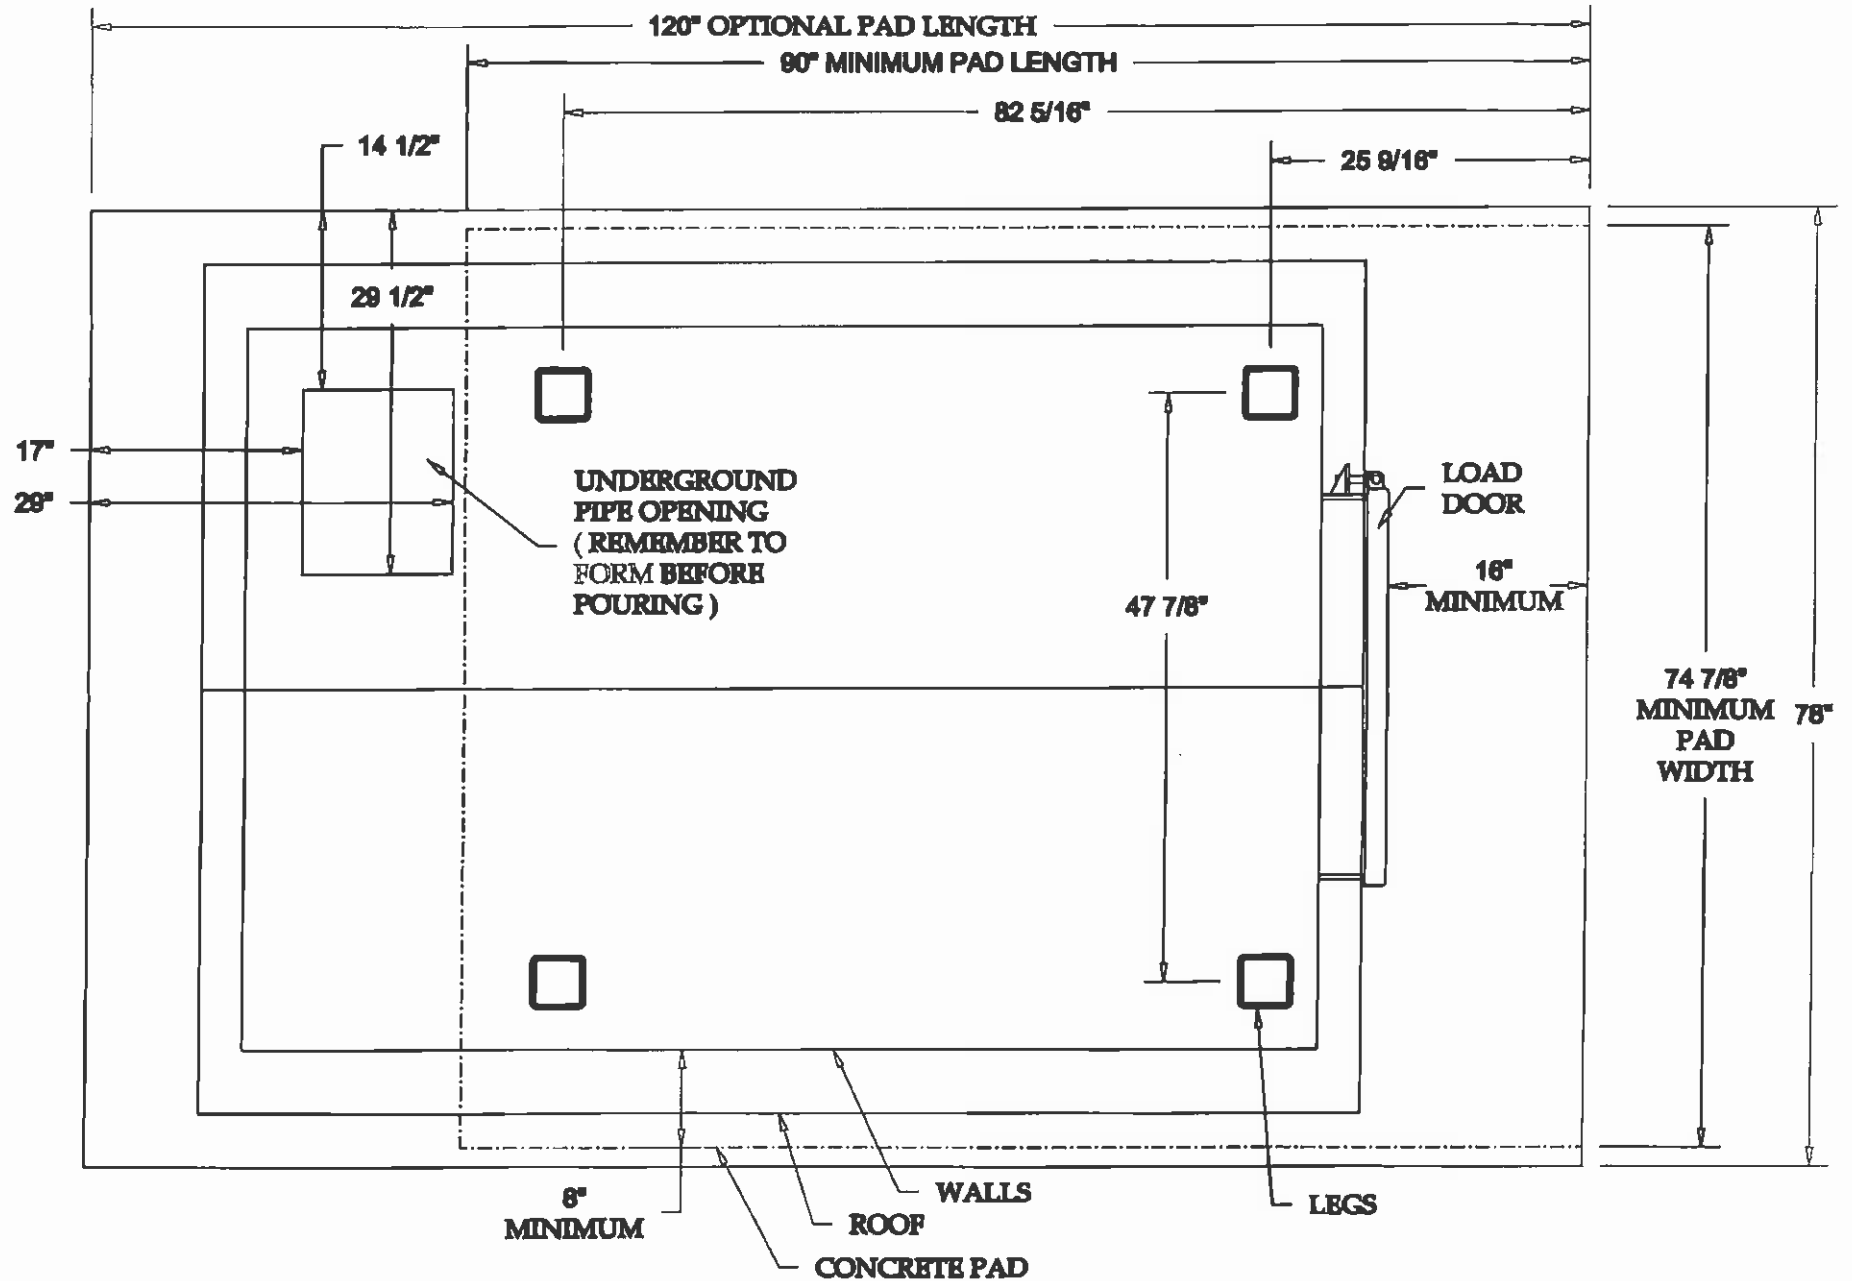 120" OPTIONAL PAD LENGTH
90" MINIMUM PAD LENGTH
82 5/16"
14 1/2"
25 9/16"
29 1/2"
17"
29"
UNDERGROUND
PIPE OPENING
( REMEMBER TO
FORM BEFORE
POURING )
LOAD
DOOR
16"
MINIMUM
47 7/8"
74 7/8"
MINIMUM
PAD
WIDTH
78"
8"
MINIMUM
WALLS
ROOF
CONCRETE PAD
LEGS